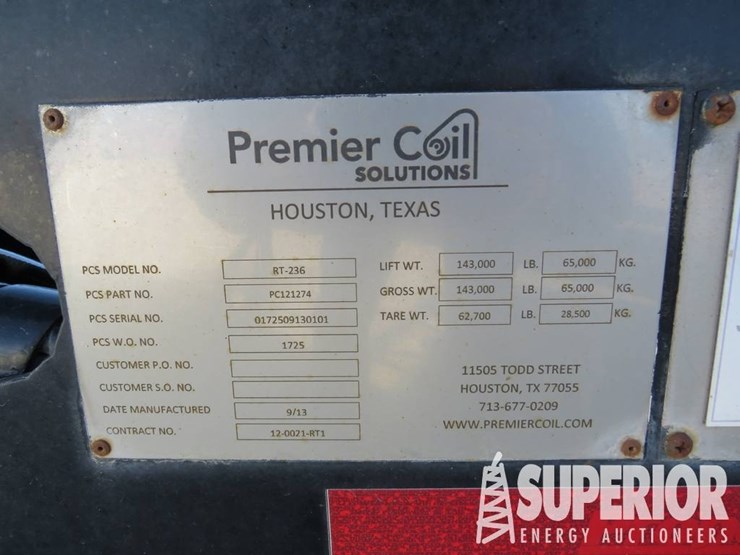 Premier Coil
SOLUTIONS
HOUSTON, TEXAS
PCS MODEL NO. RT-236
PCS PART NO. PC121274
PCS SERIAL NO. 0172509130101
PCS W.O. NO. 1725
CUSTOMER P.O. NO.
CUSTOMER S.O. NO.
DATE MANUFACTURED 9/13
CONTRACT NO. 12-0021-RT1
LIFT WT. 143,000 LB. 65,000 KG.
GROSS WT. 143,000 LB. 65,000 KG.
TARE WT. 62,700 LB. 28,500 KG.
11505 TODD STREET
HOUSTON, TX 77055
713-677-0209
WWW.PREMIERCOIL.COM
SUPERIOR
ENERGY AUCTIONEERS